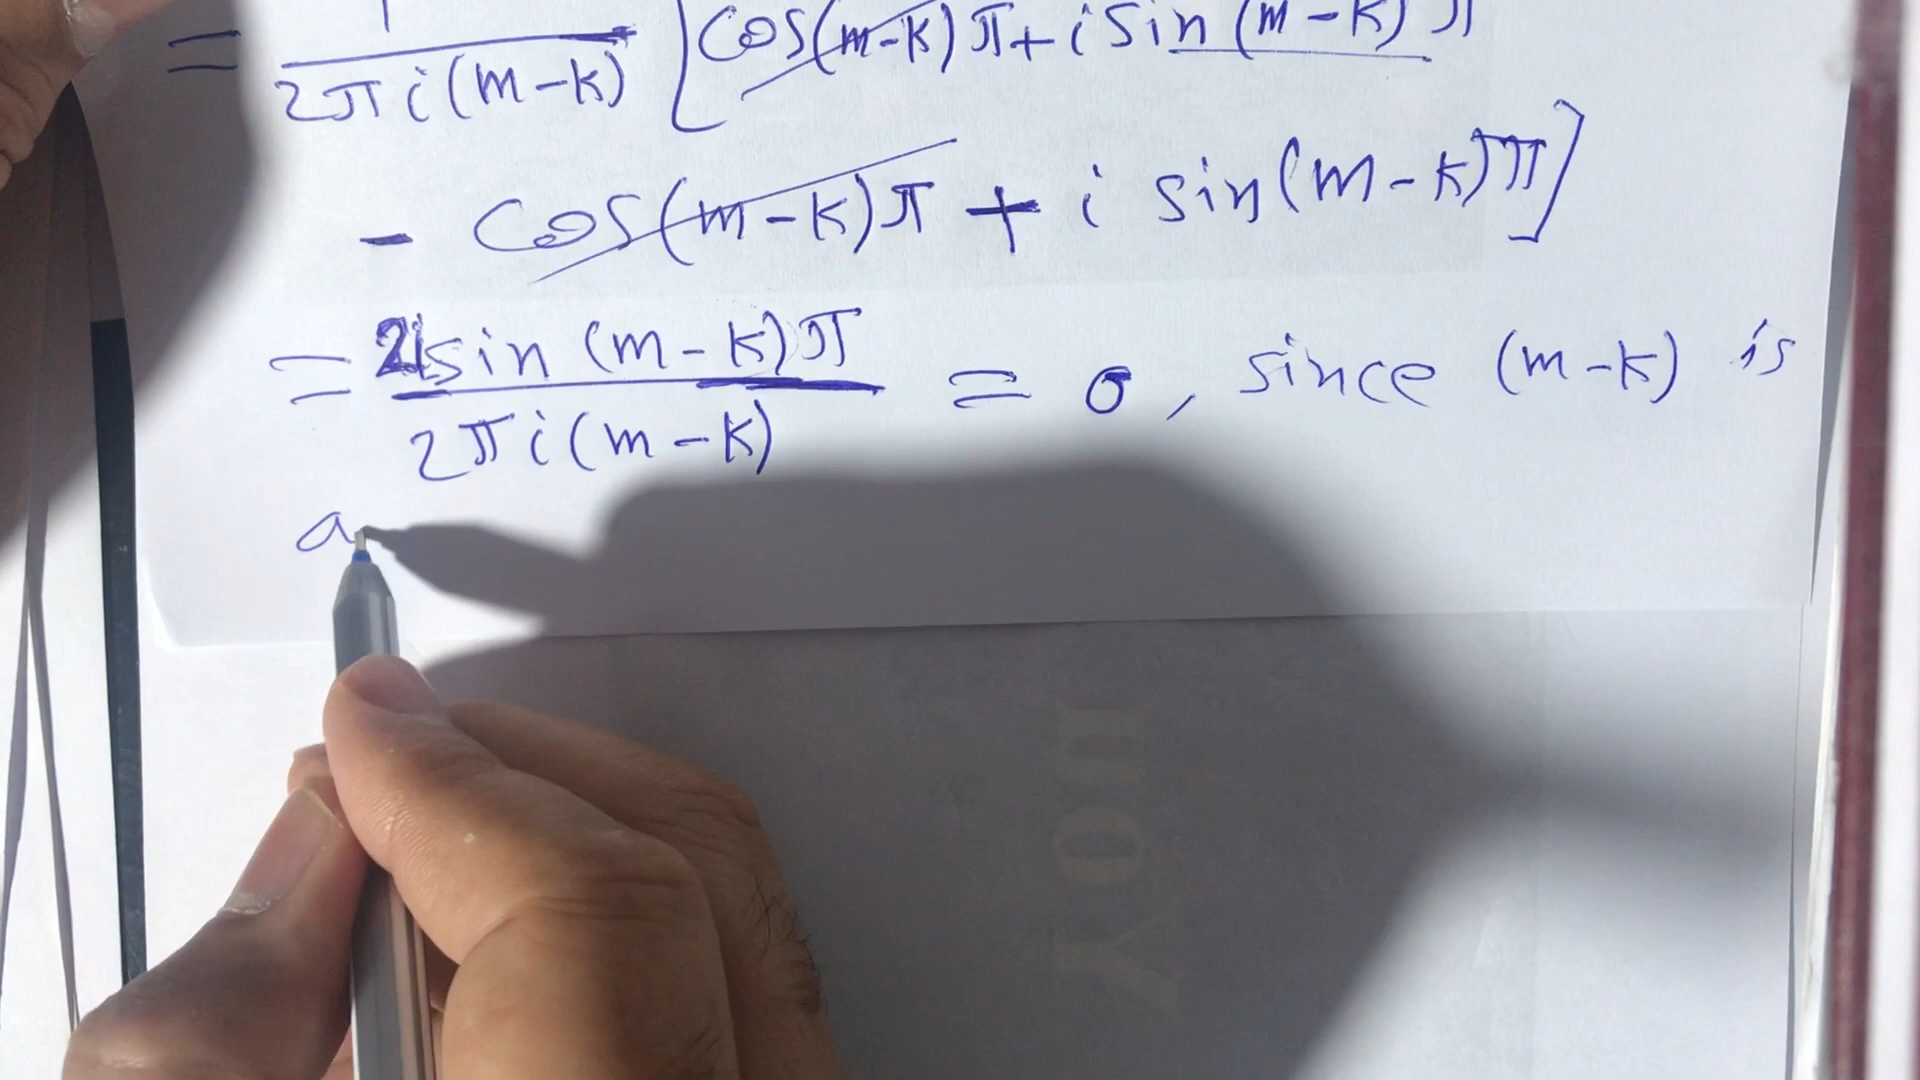 = 1/2πi(m-k) [cos(m-k)π + i sin(m-k)π
- cos(m-k)π + i sin(m-k)π]
= 2i sin(m-k)π/2πi(m-k) = 0, since (m-k) is
a